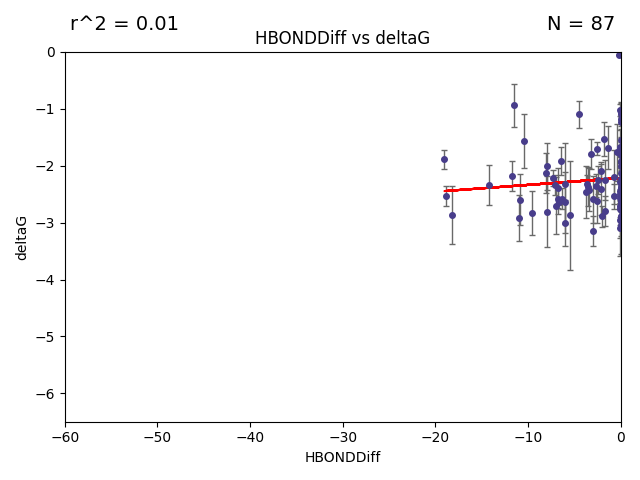 r^2 = 0.01
N = 87
HBONDDiff vs deltaG
deltaG
0
−1
−2
−3
−4
−5
−6
−60
−50
−40
−30
−20
−10
0
HBONDDiff